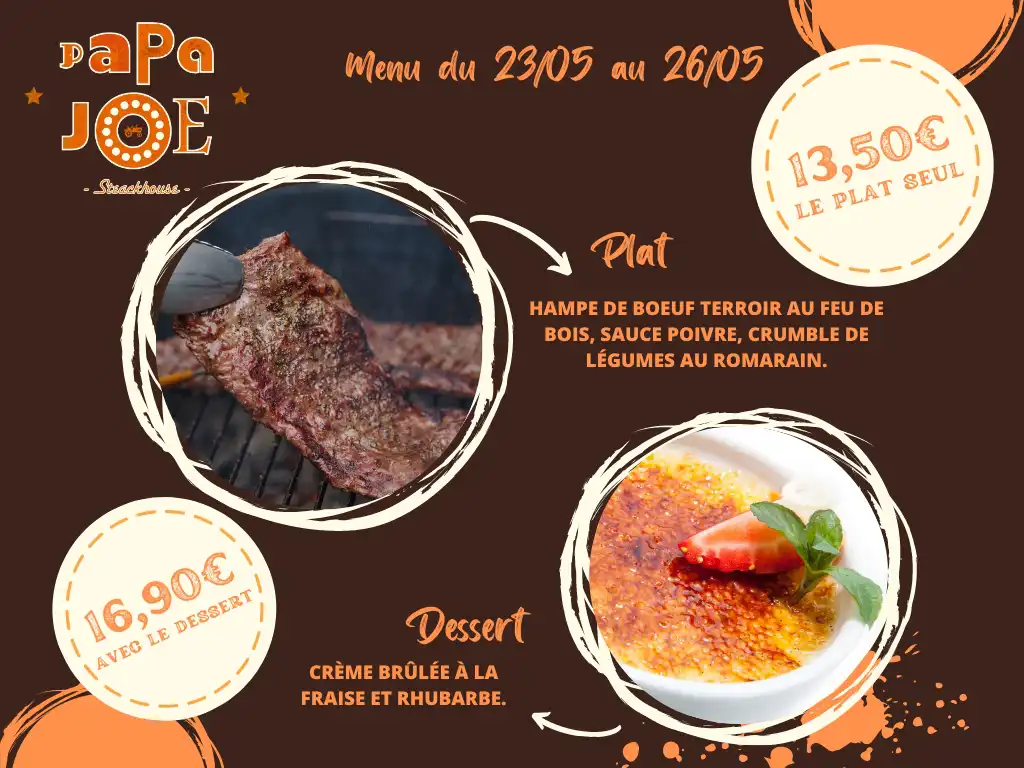 PaPa
JOE
- Steackhouse -
Menu du 23/05 au 26/05
13,50€
LE PLAT SEUL
Plat
HAMPE DE BOEUF TERROIR AU FEU DE
BOIS, SAUCE POIVRE, CRUMBLE DE
LÉGUMES AU ROMARAIN.
16,90€
AVEC LE DESSERT
Dessert
CRÈME BRÛLÉE À LA
FRAISE ET RHUBARBE.